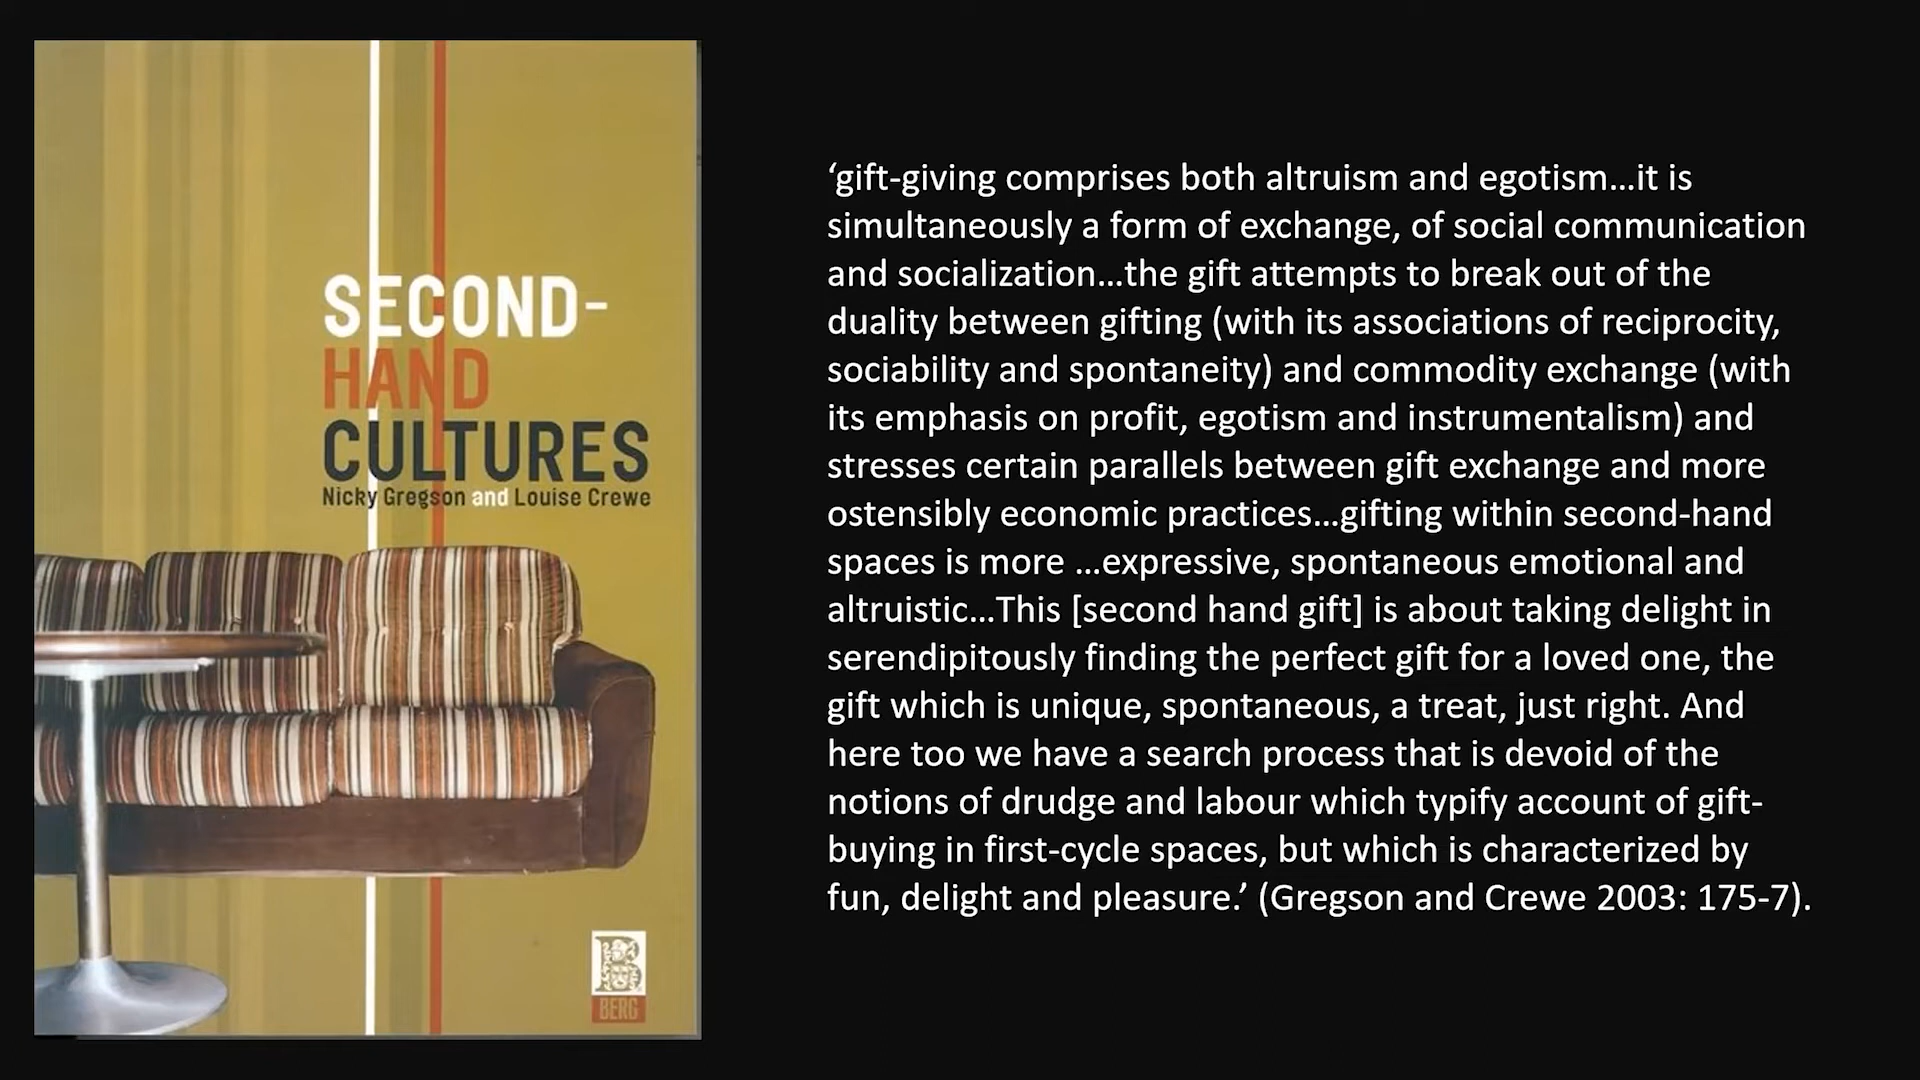 SECOND-
HAND
CULTURES
Nicky Gregson and Louise Crewe
B
BERG
‘gift-giving comprises both altruism and egotism...it is
simultaneously a form of exchange, of social communication
and socialization...the gift attempts to break out of the
duality between gifting (with its associations of reciprocity,
sociability and spontaneity) and commodity exchange (with
its emphasis on profit, egotism and instrumentalism) and
stresses certain parallels between gift exchange and more
ostensibly economic practices...gifting within second-hand
spaces is more ...expressive, spontaneous emotional and
altruistic...This [second hand gift] is about taking delight in
serendipitously finding the perfect gift for a loved one, the
gift which is unique, spontaneous, a treat, just right. And
here too we have a search process that is devoid of the
notions of drudge and labour which typify account of gift-
buying in first-cycle spaces, but which is characterized by
fun, delight and pleasure.’ (Gregson and Crewe 2003: 175-7).